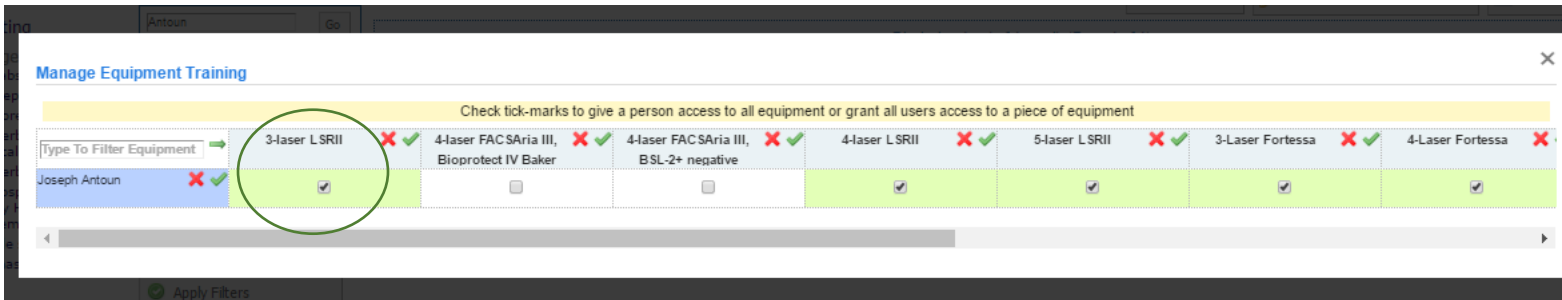 Antoun
Go
Manage Equipment Training
Check tick-marks to give a person access to all equipment or grant all users access to a piece of equipment
Type To Filter Equipment
3-laser LSRII
4-laser FACSAria III,
Bioprotect IV Baker
4-laser FACSAria III,
BSL-2+ negative
4-laser LSRII
5-laser LSRII
3-Laser Fortessa
4-Laser Fortessa
Joseph Antoun
Apply Filters